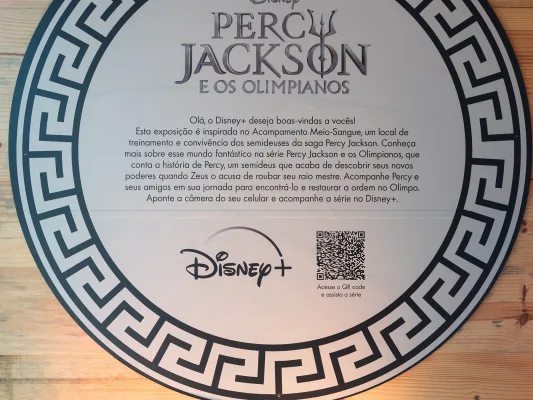 Disney
PERCY
JACKSON
E OS OLIMPIANOS
Olá, o Disney+ deseja boas-vindas a vocês!
Esta exposição é inspirada no Acampamento Meio-Sangue, um local de
treinamento e convivência dos semideuses da saga Percy Jackson. Conheça
mais sobre esse mundo fantástico na série Percy Jackson e os Olimpianos, que
conta a história de Percy, um semideus que acaba de descobrir seus novos
poderes quando Zeus o acusa de roubar seu raio mestre. Acompanhe Percy e
seus amigos em sua jornada para encontrá-lo e restaurar a ordem no Olimpo.
Aponte a câmera do seu celular e acompanhe a série no Disney+.
Disney+
Acesse o QR code
e assista a série